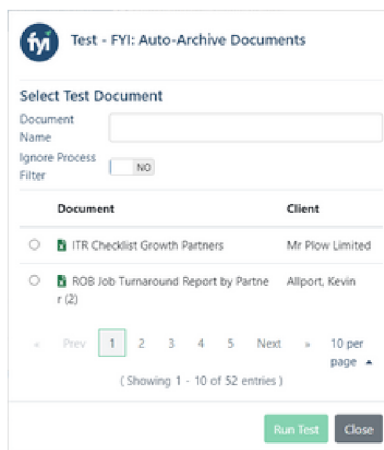 fyi
Test - FYI: Auto-Archive Documents
Select Test Document
Document
Name
Ignore Process
Filter
NO
Document Client
ITR Checklist Growth Partners Mr Plow Limited
ROB Job Turnaround Report by Partne Allport, Kevin
r (2)
« Prev 1 2 3 4 5 Next » 10 per
page
( Showing 1 - 10 of 52 entries )
Run Test Close